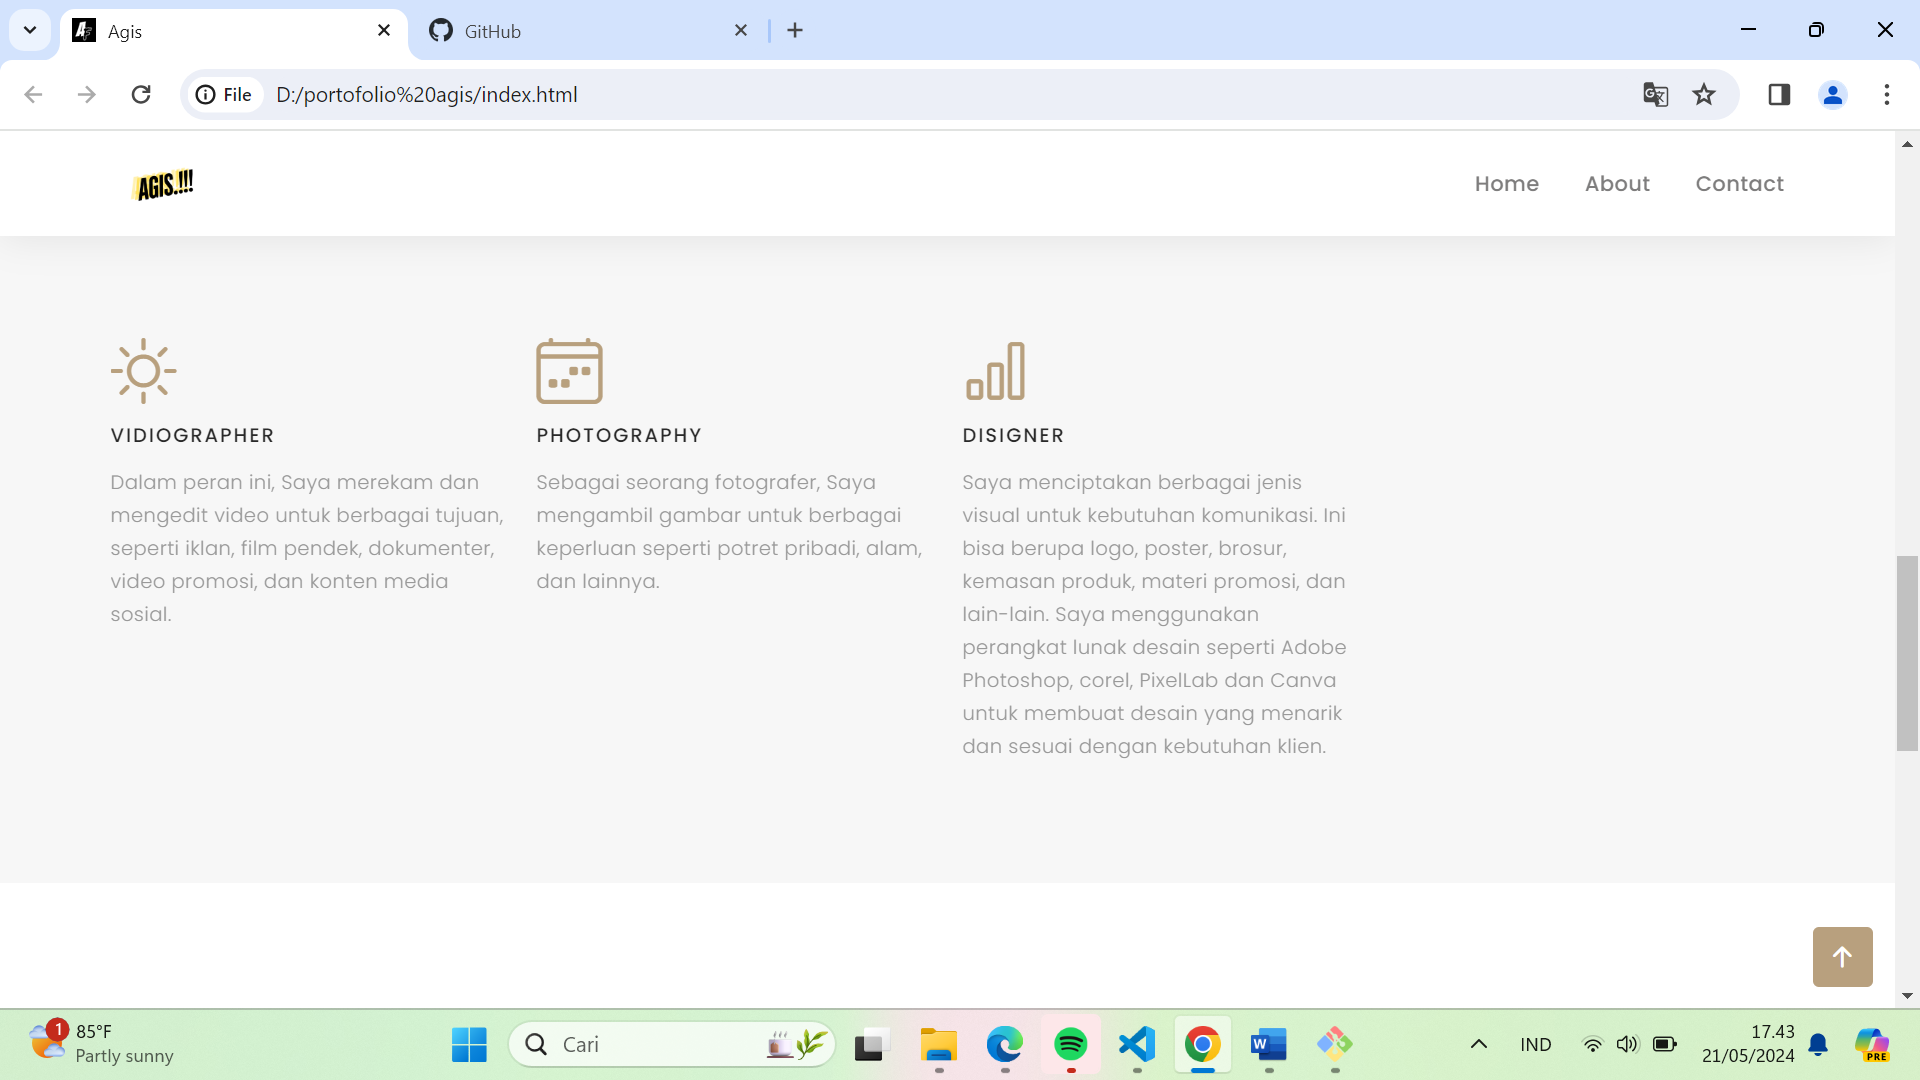 Agis
GitHub
File
D:/portofolio%20agis/index.html
AGIS.!!!
Home
About
Contact
VIDIOGRAPHER
Dalam peran ini, Saya merekam dan
mengedit video untuk berbagai tujuan,
seperti iklan, film pendek, dokumenter,
video promosi, dan konten media
sosial.
PHOTOGRAPHY
Sebagai seorang fotografer, Saya
mengambil gambar untuk berbagai
keperluan seperti potret pribadi, alam,
dan lainnya.
DISIGNER
Saya menciptakan berbagai jenis
visual untuk kebutuhan komunikasi. Ini
bisa berupa logo, poster, brosur,
kemasan produk, materi promosi, dan
lain-lain. Saya menggunakan
perangkat lunak desain seperti Adobe
Photoshop, corel, PixelLab dan Canva
untuk membuat desain yang menarik
dan sesuai dengan kebutuhan klien.
1
85°F
Partly sunny
Cari
IND
17.43
21/05/2024
PRE